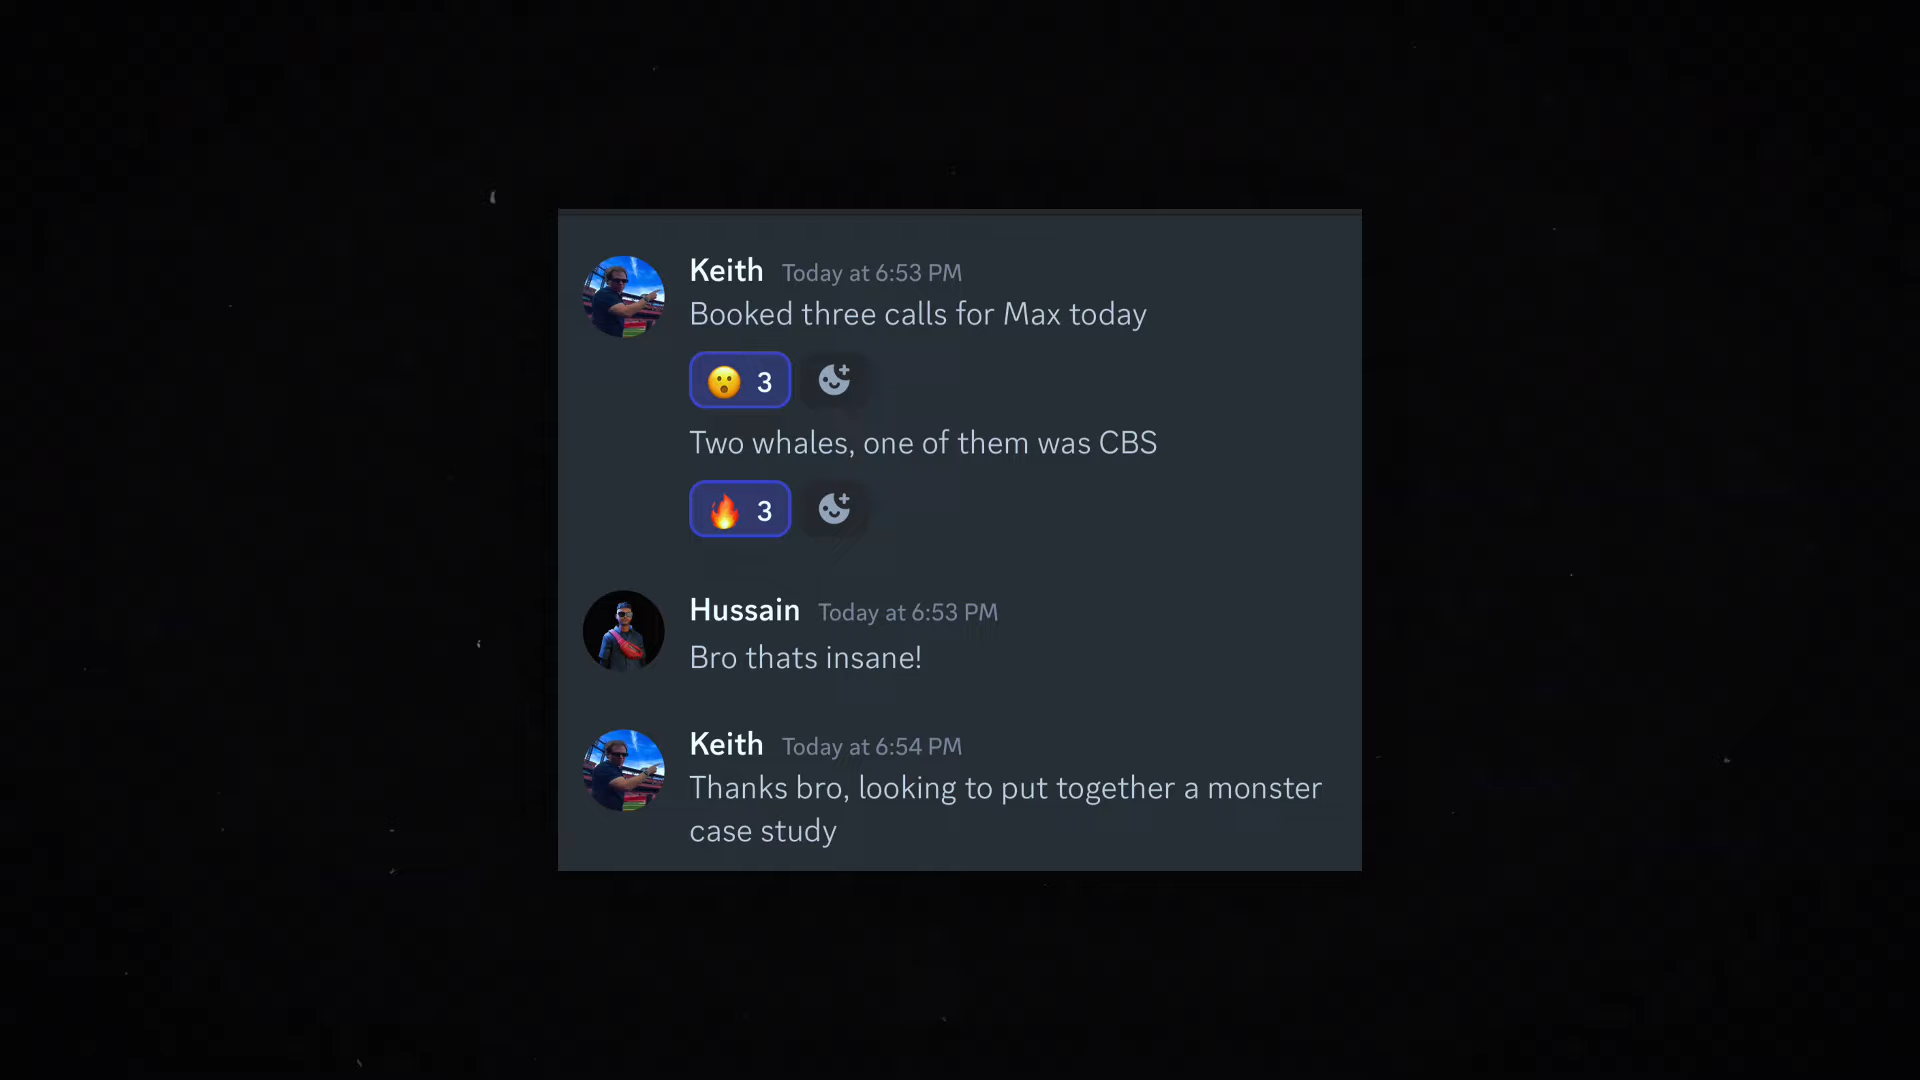 Keith Today at 6:53 PM
Booked three calls for Max today
😮 3
Two whales, one of them was CBS
🔥 3
Hussain Today at 6:53 PM
Bro thats insane!
Keith Today at 6:54 PM
Thanks bro, looking to put together a monster
case study